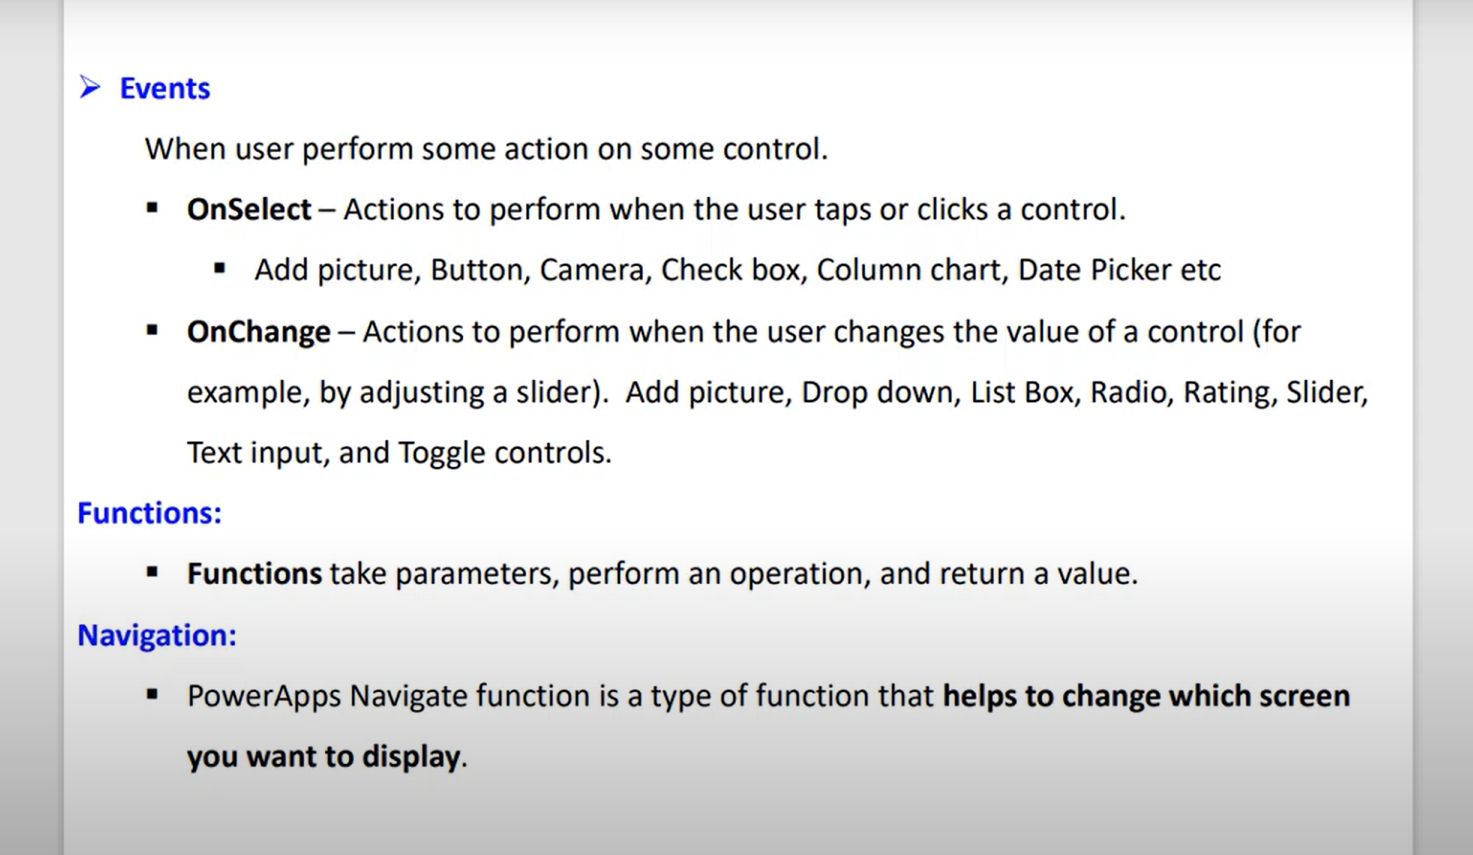 ➢ Events
When user perform some action on some control.
▪ OnSelect – Actions to perform when the user taps or clicks a control.
▪ Add picture, Button, Camera, Check box, Column chart, Date Picker etc
▪ OnChange – Actions to perform when the user changes the value of a control (for
example, by adjusting a slider).  Add picture, Drop down, List Box, Radio, Rating, Slider,
Text input, and Toggle controls.
Functions:
▪ Functions take parameters, perform an operation, and return a value.
Navigation:
▪ PowerApps Navigate function is a type of function that helps to change which screen
you want to display.